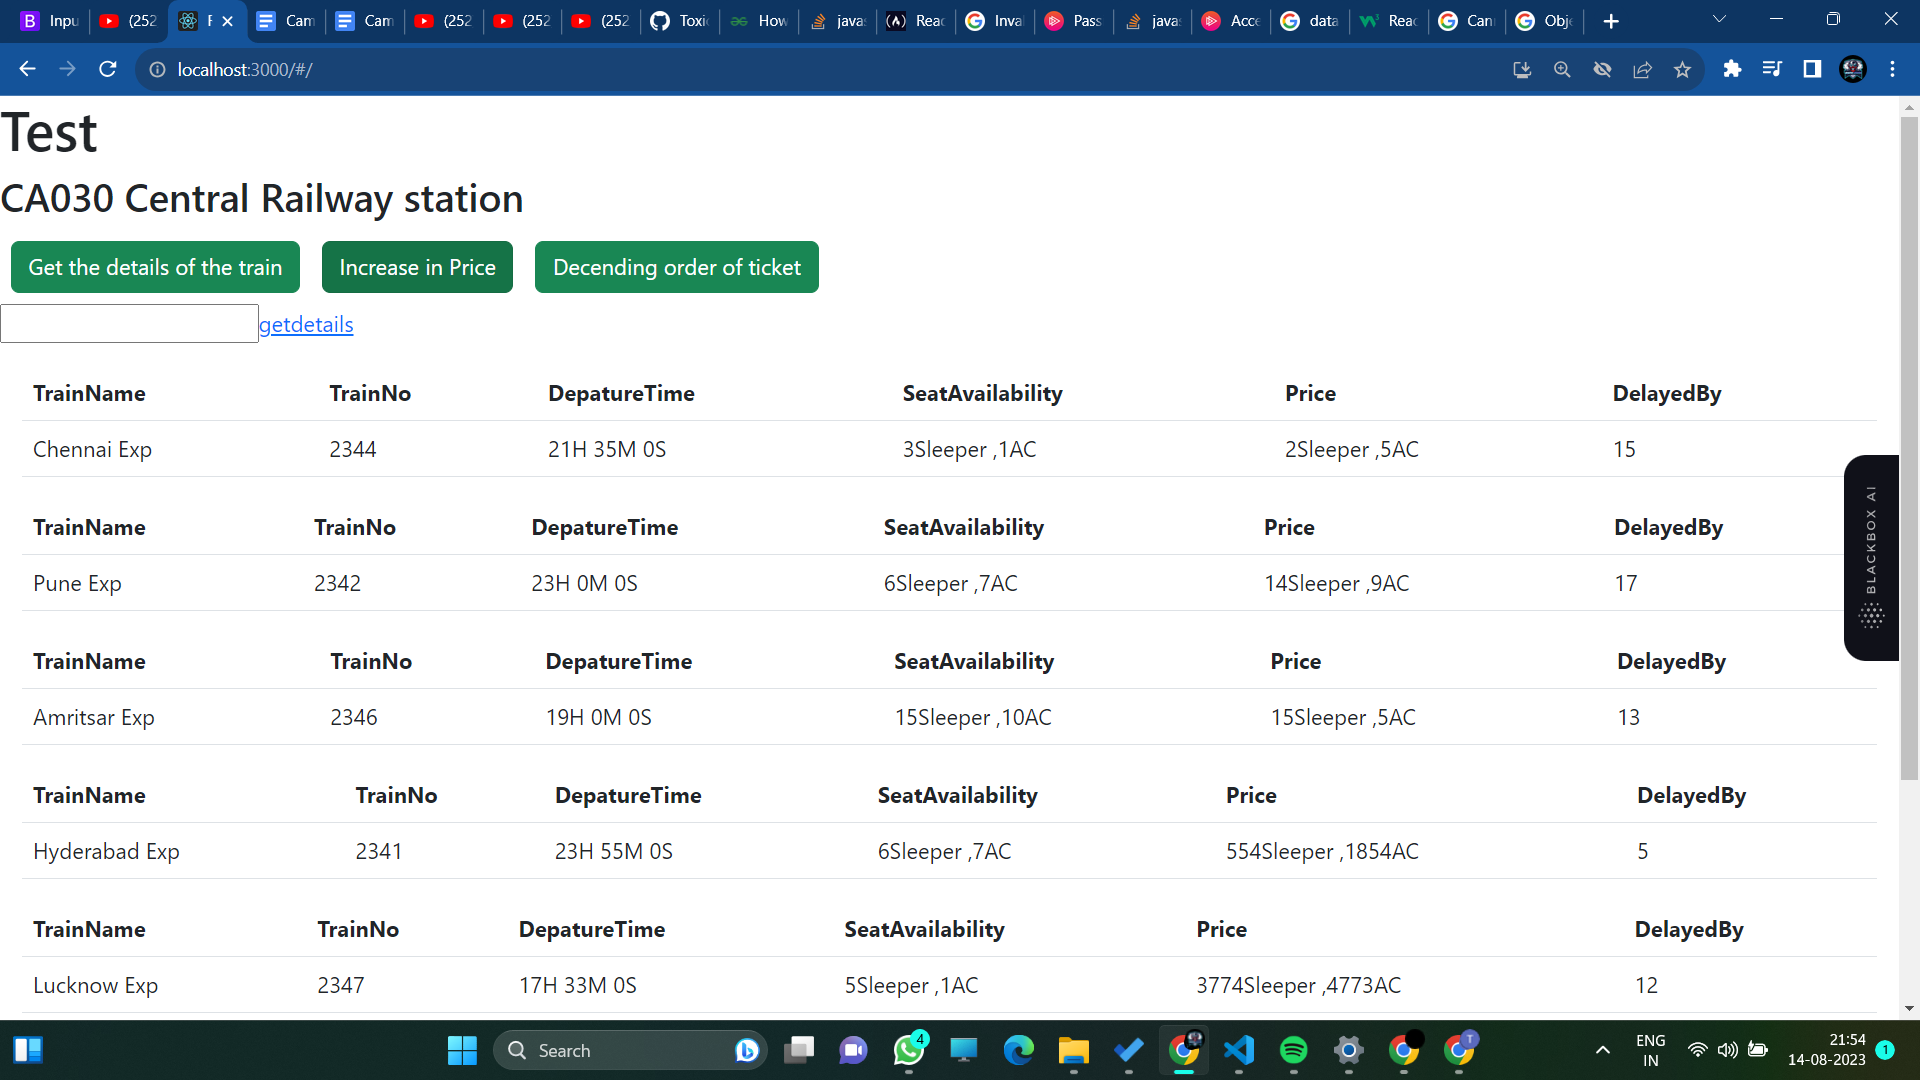 Inpu (252 F Cam Cam (252 (252 (252 Toxi How javas Reac Inval Pass javas Acce data Reac Cann Obje
localhost:3000/#/
Test
CA030 Central Railway station
Get the details of the train Increase in Price Decending order of ticket
getdetails
TrainName TrainNo DepatureTime SeatAvailability Price DelayedBy
Chennai Exp 2344 21H 35M 0S 3Sleeper ,1AC 2Sleeper ,5AC 15
TrainName TrainNo DepatureTime SeatAvailability Price DelayedBy
Pune Exp 2342 23H 0M 0S 6Sleeper ,7AC 14Sleeper ,9AC 17
TrainName TrainNo DepatureTime SeatAvailability Price DelayedBy
Amritsar Exp 2346 19H 0M 0S 15Sleeper ,10AC 15Sleeper ,5AC 13
TrainName TrainNo DepatureTime SeatAvailability Price DelayedBy
Hyderabad Exp 2341 23H 55M 0S 6Sleeper ,7AC 554Sleeper ,1854AC 5
TrainName TrainNo DepatureTime SeatAvailability Price DelayedBy
Lucknow Exp 2347 17H 33M 0S 5Sleeper ,1AC 3774Sleeper ,4773AC 12
BLACKBOX AI
Search 4 T ENG 21:54 1
IN 14-08-2023